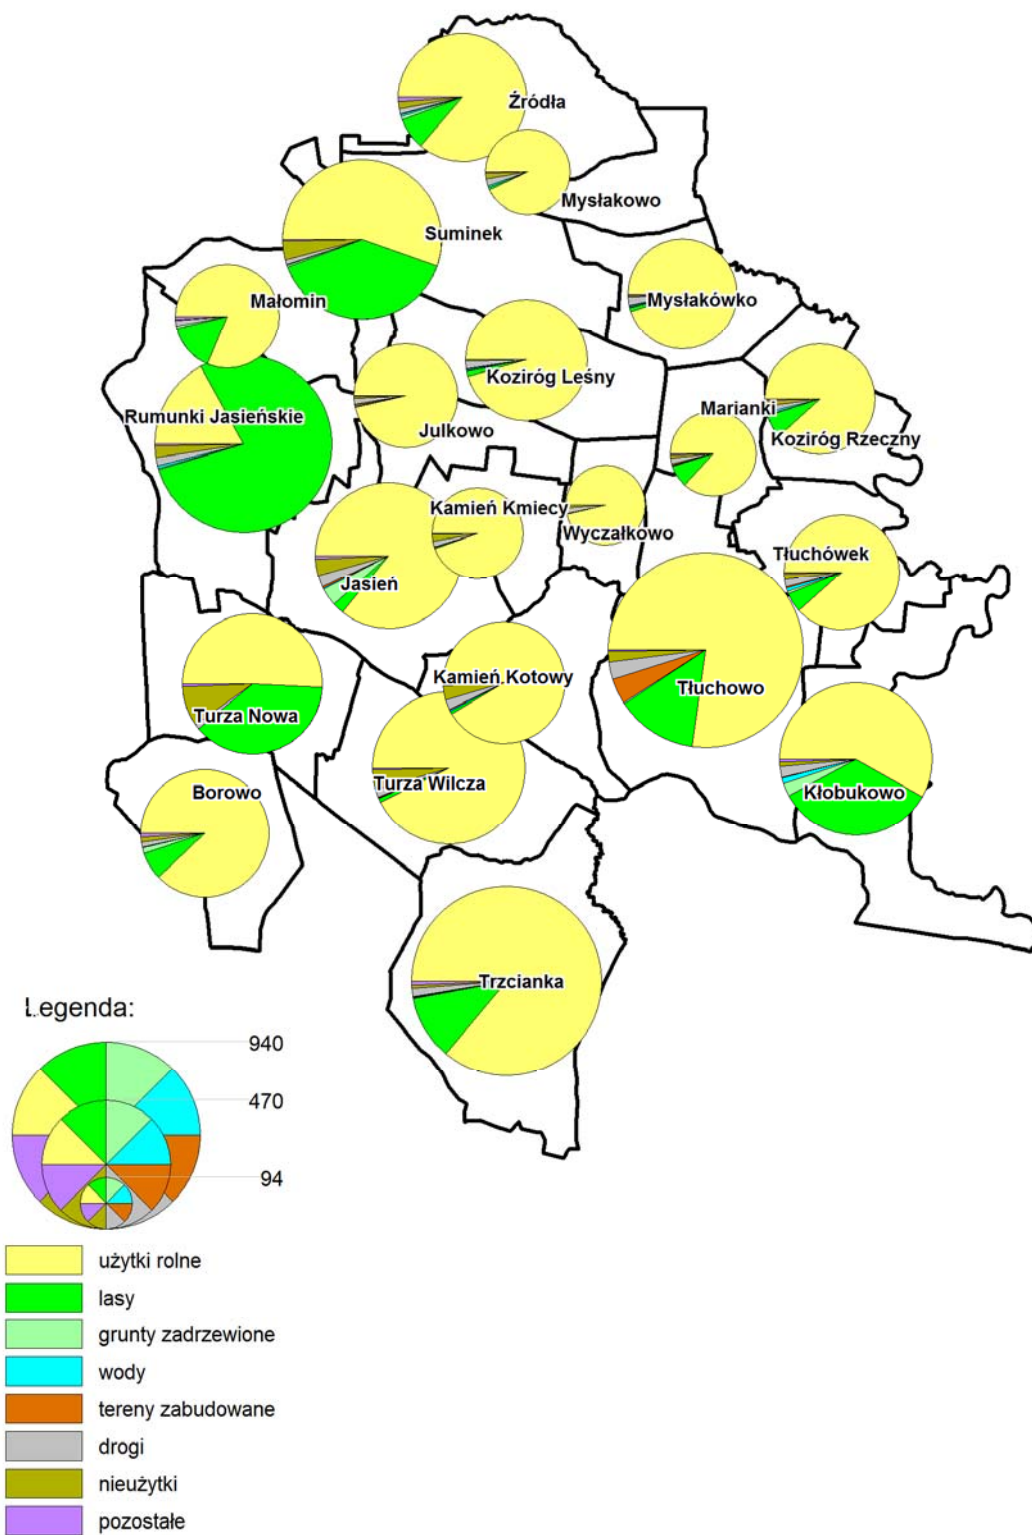 Źródła
Mysłakowo
Suminek
Mysłakówko
Małomin
Koziróg Leśny
Marianki
Rumunki Jasieńskie
Julkowo
Koziróg Rzeczny
Kamień Kmiecy
Wyczałkowo
Tłuchówek
Jasień
Kamień Kotowy
Tłuchowo
Turza Nowa
Turza Wilcza
Kłobukowo
Borowo
Trzcianka
Legenda:
940
470
94
użytki rolne
lasy
grunty zadrzewione
wody
tereny zabudowane
drogi
nieużytki
pozostałe